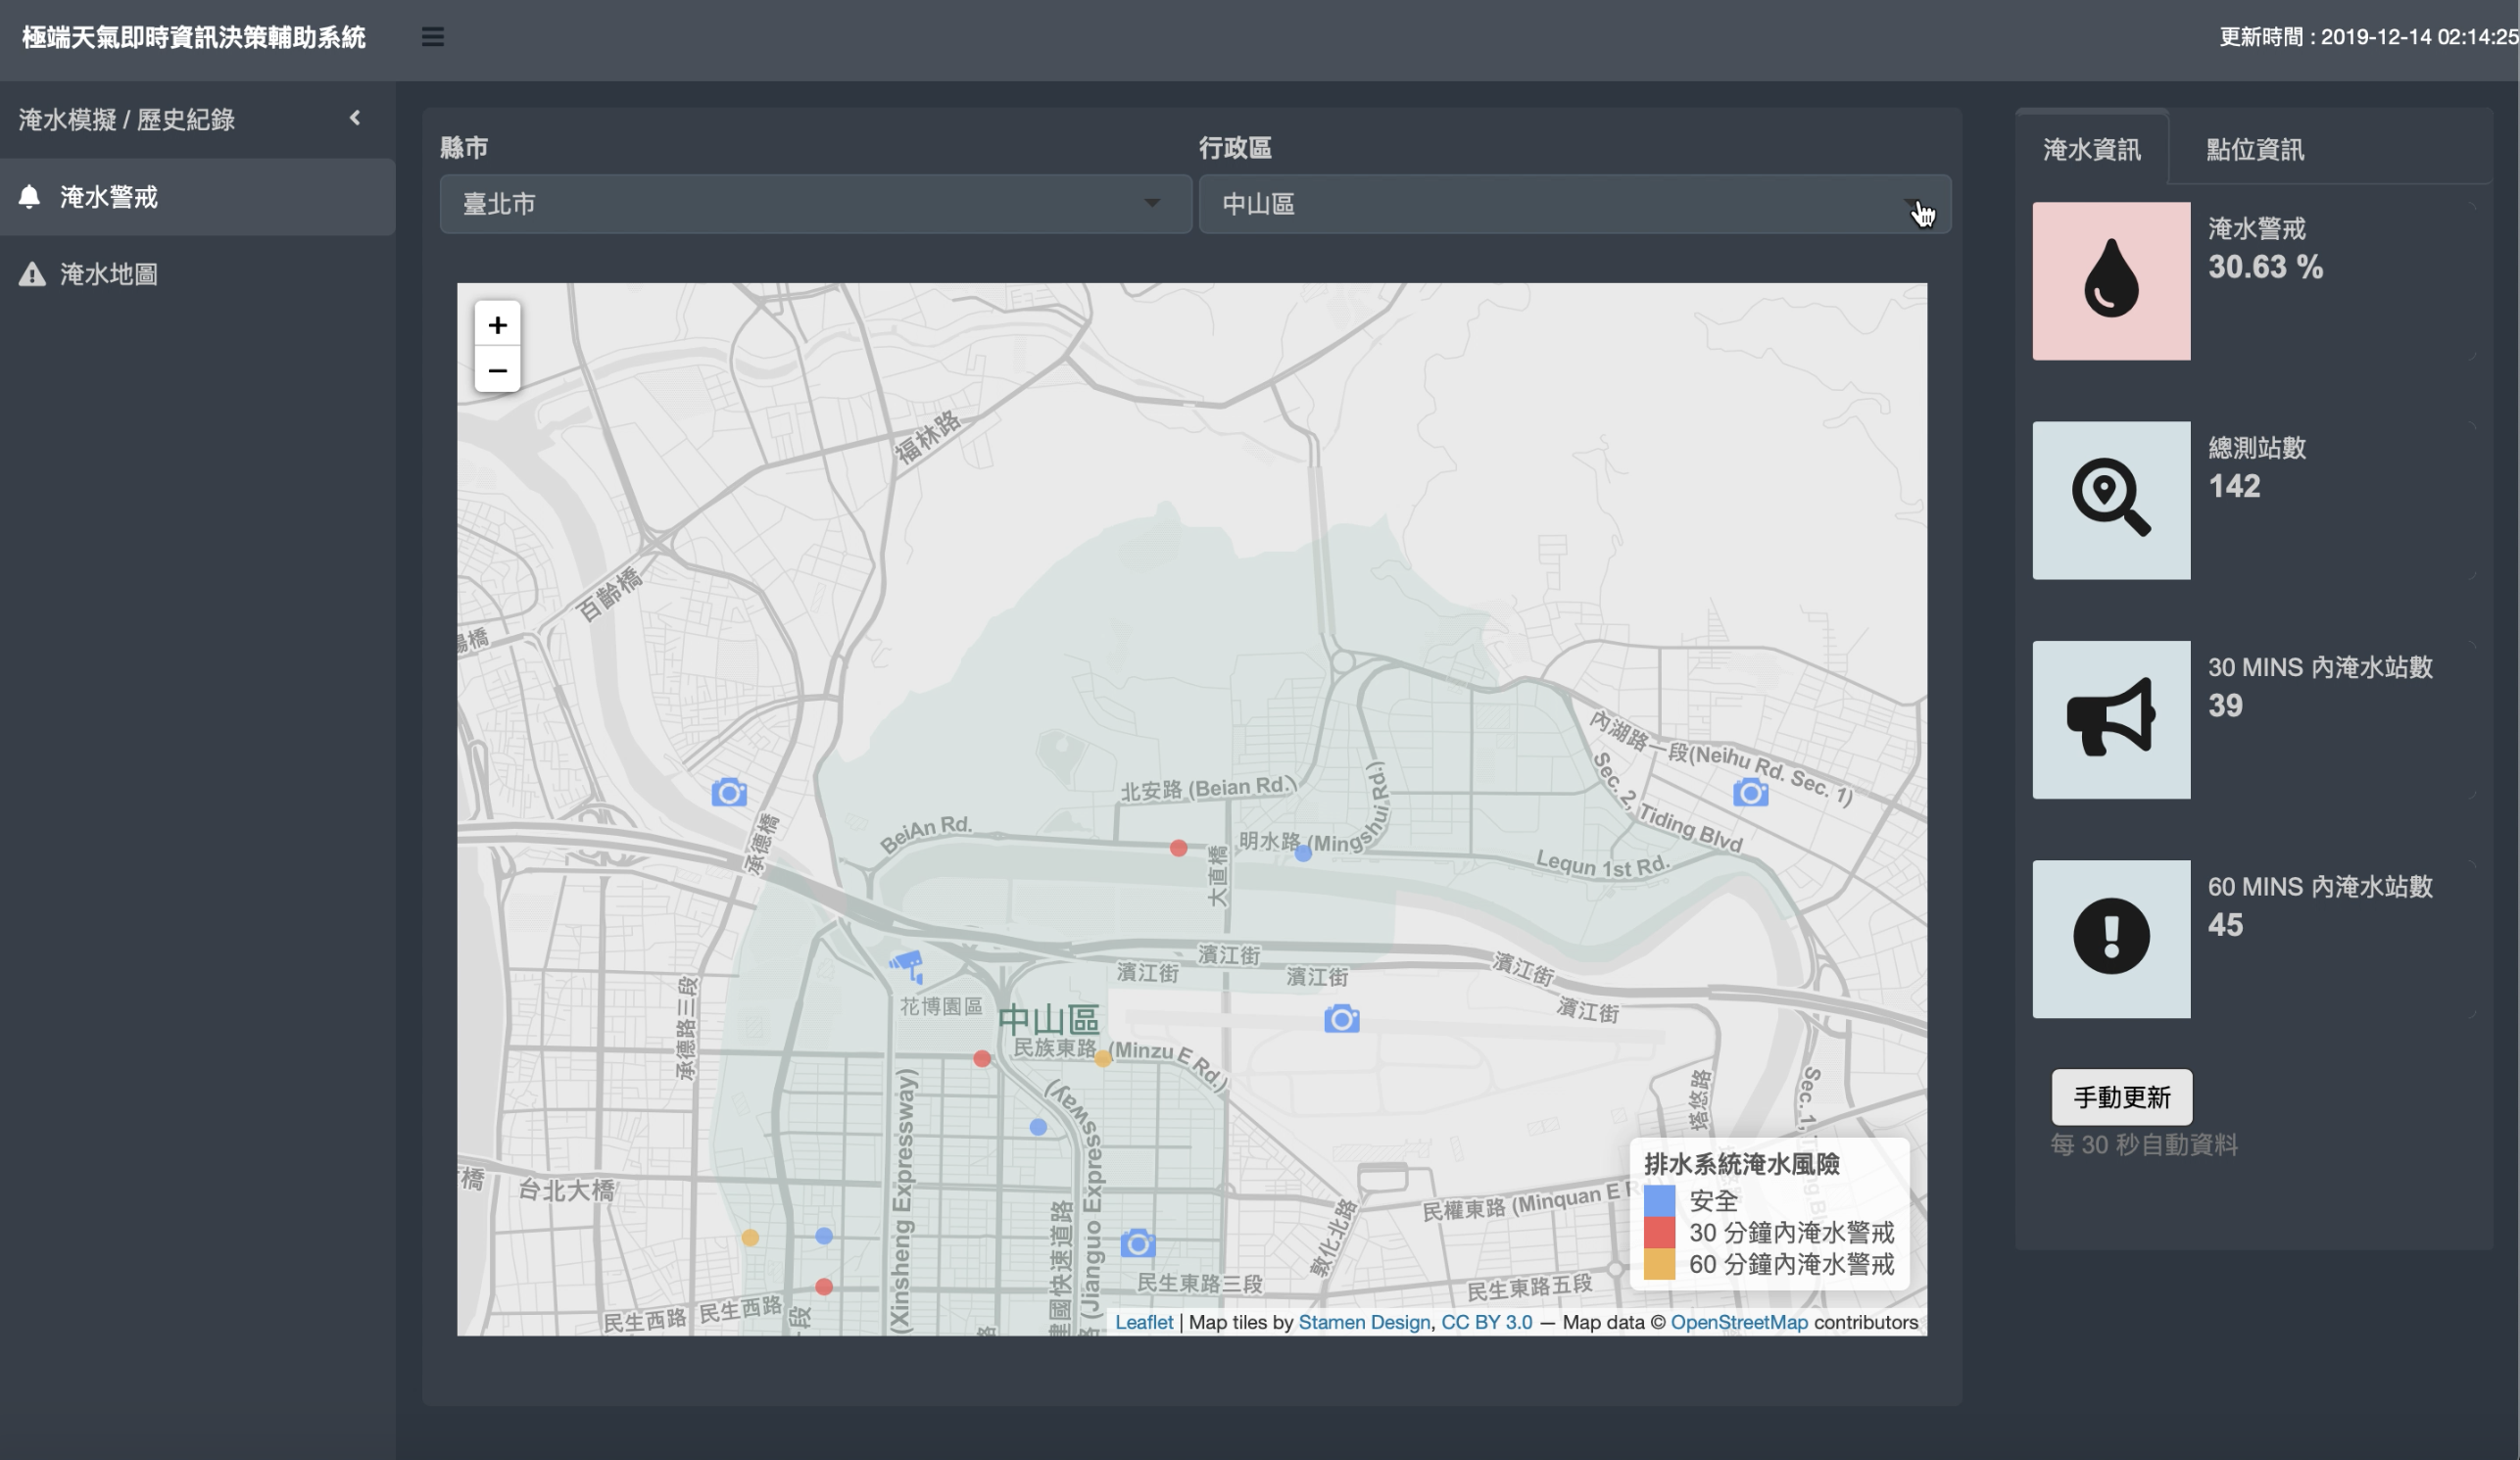 極端天氣即時資訊決策輔助系統
更新時間 : 2019-12-14 02:14:25
淹水模擬 / 歷史紀錄
淹水警戒
淹水地圖
縣市
行政區
臺北市
中山區
+
−
福林路
百齡橋
承德橋
BeiAn Rd.
北安路 (Beian Rd.)
明水路 (Mingshui Rd.)
大直橋
內湖路一段(Neihu Rd. Sec. 1)
Sec. 2, Tiding Blvd
Lequn 1st Rd.
濱江街
濱江街
濱江街
濱江街
濱江街
花博園區
中山區
民族東路 (Minzu E Rd.)
承德路三段
(Xinsheng Expressway)
建國快速道路
(Jianguo Expressway)
台北大橋
民生西路
民生西路
民生東路三段
敦化北路
塔悠路
Sec. 1,
民權東路 (Minquan E R
民生東路五段
排水系統淹水風險
安全
30 分鐘內淹水警戒
60 分鐘內淹水警戒
Leaflet | Map tiles by Stamen Design, CC BY 3.0 — Map data © OpenStreetMap contributors
淹水資訊
點位資訊
淹水警戒
30.63 %
總測站數
142
30 MINS 內淹水站數
39
60 MINS 內淹水站數
45
手動更新
每 30 秒自動資料